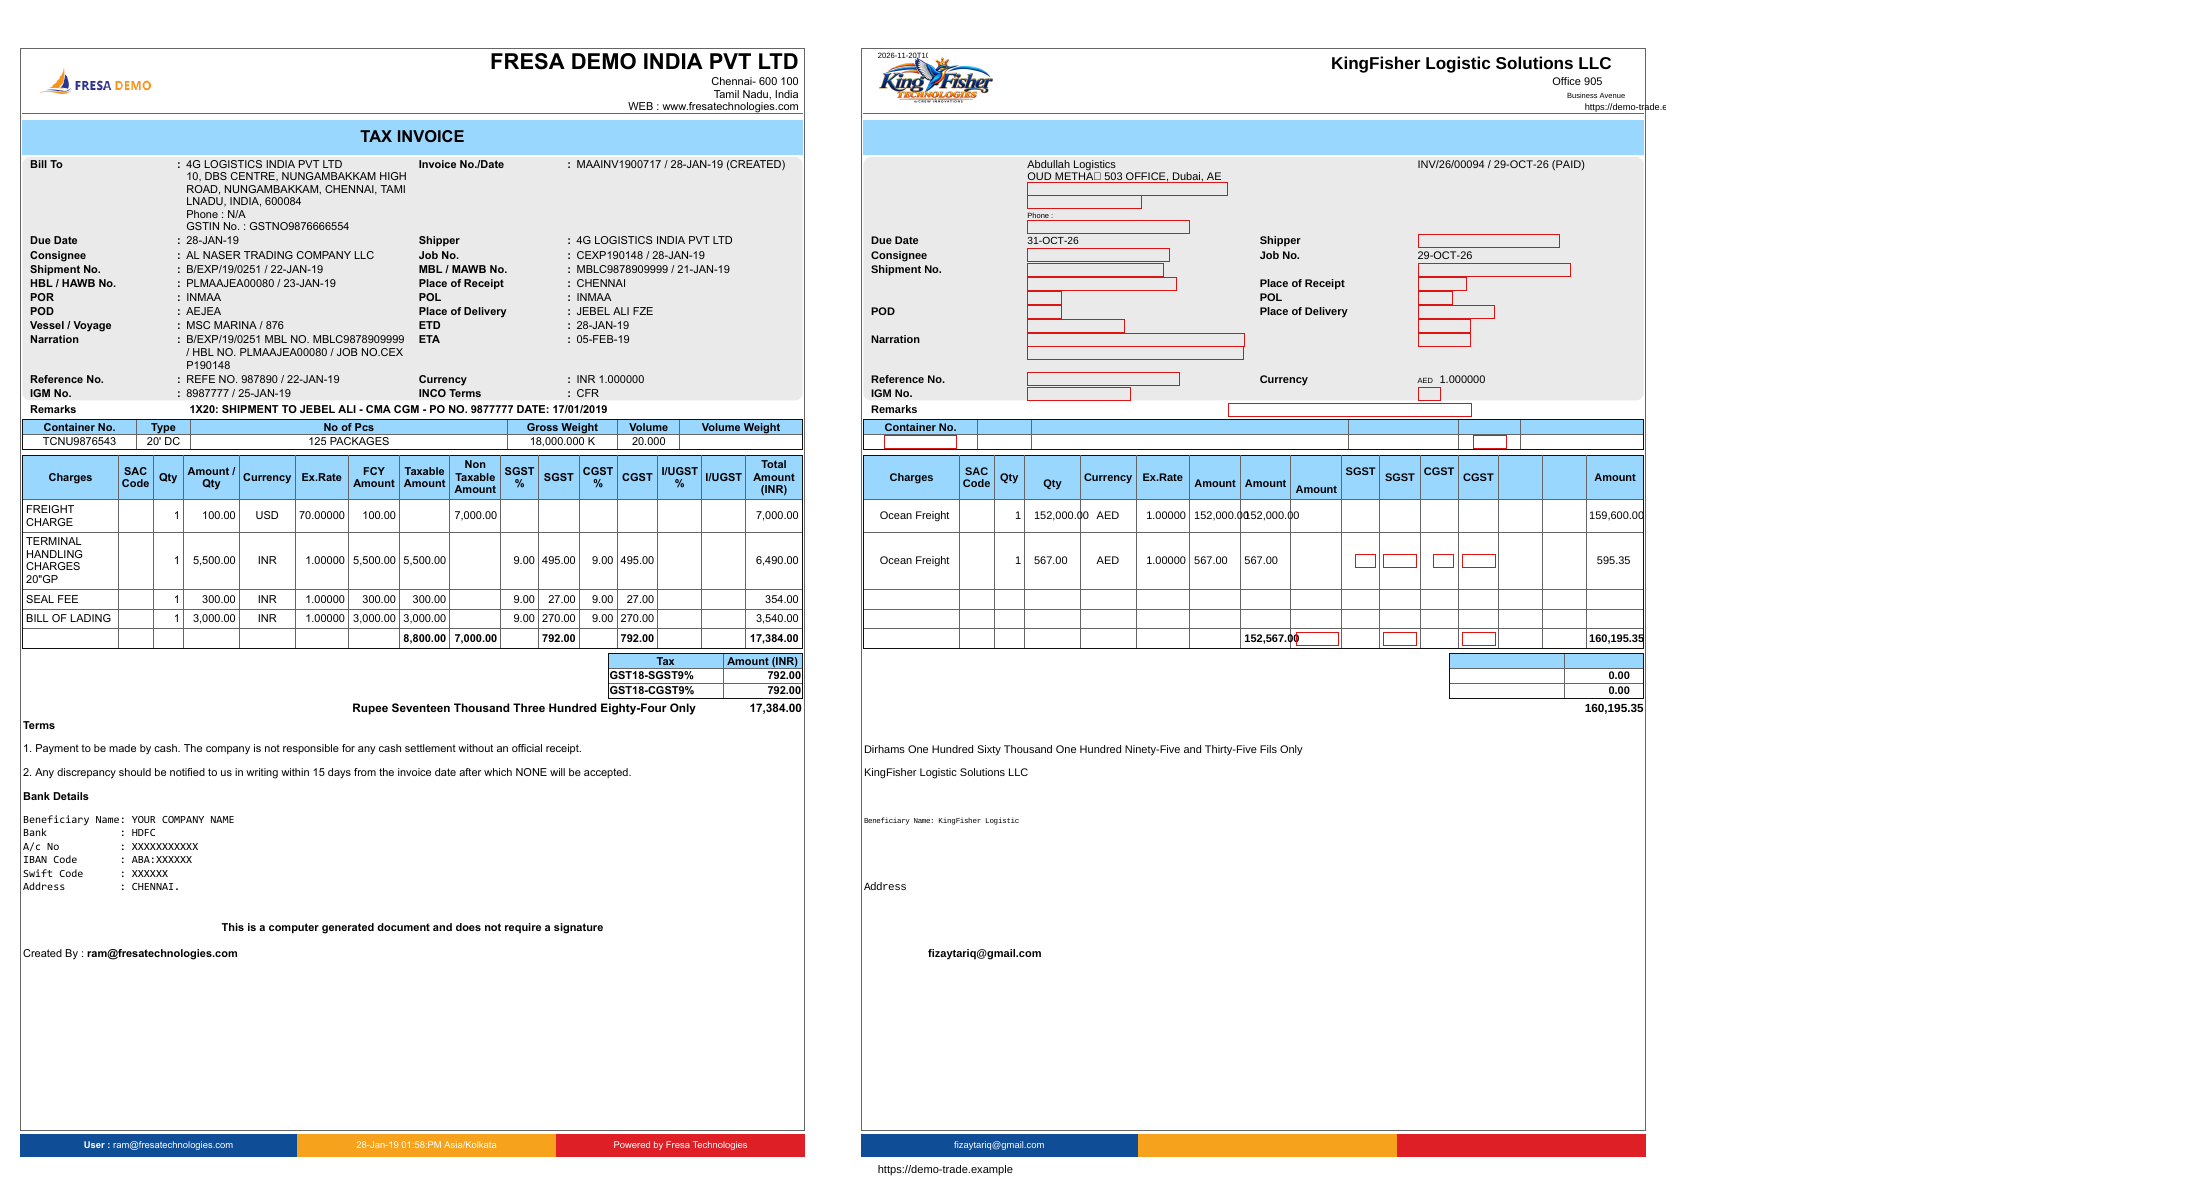 FRESA DEMO
FRESA DEMO INDIA PVT LTD
Chennai- 600 100
Tamil Nadu, India
WEB : www.fresatechnologies.com
TAX INVOICE
Bill To : 4G LOGISTICS INDIA PVT LTD Invoice No./Date : MAAINV1900717 / 28-JAN-19 (CREATED)
10, DBS CENTRE, NUNGAMBAKKAM HIGH
ROAD, NUNGAMBAKKAM, CHENNAI, TAMI
LNADU, INDIA, 600084
Phone : N/A
GSTIN No. : GSTNO9876666554
Due Date : 28-JAN-19 Shipper : 4G LOGISTICS INDIA PVT LTD
Consignee : AL NASER TRADING COMPANY LLC Job No. : CEXP190148 / 28-JAN-19
Shipment No. : B/EXP/19/0251 / 22-JAN-19 MBL / MAWB No. : MBLC9878909999 / 21-JAN-19
HBL / HAWB No. : PLMAAJEA00080 / 23-JAN-19 Place of Receipt : CHENNAI
POR : INMAA POL : INMAA
POD : AEJEA Place of Delivery : JEBEL ALI FZE
Vessel / Voyage : MSC MARINA / 876 ETD : 28-JAN-19
Narration : B/EXP/19/0251 MBL NO. MBLC9878909999 ETA : 05-FEB-19
/ HBL NO. PLMAAJEA00080 / JOB NO.CEX
P190148
Reference No. : REFE NO. 987890 / 22-JAN-19 Currency : INR 1.000000
IGM No. : 8987777 / 25-JAN-19 INCO Terms : CFR
Remarks 1X20: SHIPMENT TO JEBEL ALI - CMA CGM - PO NO. 9877777 DATE: 17/01/2019
Container No. Type No of Pcs Gross Weight Volume Volume Weight
TCNU9876543 20' DC 125 PACKAGES 18,000.000 K 20.000
Charges SAC Code Qty Amount / Qty Currency Ex.Rate FCY Amount Taxable Amount Non Taxable Amount SGST % SGST CGST % CGST I/UGST % I/UGST Total Amount (INR)
FREIGHT CHARGE 1 100.00 USD 70.00000 100.00 7,000.00 7,000.00
TERMINAL HANDLING CHARGES 20"GP 1 5,500.00 INR 1.00000 5,500.00 5,500.00 9.00 495.00 9.00 495.00 6,490.00
SEAL FEE 1 300.00 INR 1.00000 300.00 300.00 9.00 27.00 9.00 27.00 354.00
BILL OF LADING 1 3,000.00 INR 1.00000 3,000.00 3,000.00 9.00 270.00 9.00 270.00 3,540.00
8,800.00 7,000.00 792.00 792.00 17,384.00
Tax Amount (INR)
GST18-SGST9% 792.00
GST18-CGST9% 792.00
Rupee Seventeen Thousand Three Hundred Eighty-Four Only 17,384.00
Terms
1. Payment to be made by cash. The company is not responsible for any cash settlement without an official receipt.
2. Any discrepancy should be notified to us in writing within 15 days from the invoice date after which NONE will be accepted.
Bank Details
Beneficiary Name: YOUR COMPANY NAME
Bank : HDFC
A/c No : XXXXXXXXXXX
IBAN Code : ABA:XXXXXX
Swift Code : XXXXXX
Address : CHENNAI.
This is a computer generated document and does not require a signature
Created By : ram@fresatechnologies.com
User : ram@fresatechnologies.com 28-Jan-19 01:58:PM Asia/Kolkata Powered by Fresa Technologies
2026-11-20T1
King Fisher
TECHNOLOGIES
KingFisher Logistic Solutions LLC
Office 905
Business Avenue
https://demo-trade.e
Abdullah Logistics INV/26/00094 / 29-OCT-26 (PAID)
OUD METHA 503 OFFICE, Dubai, AE
Phone :
Due Date 31-OCT-26 Shipper
Consignee Job No. 29-OCT-26
Shipment No.
Place of Receipt
POL
POD Place of Delivery
Narration
Reference No. Currency AED 1.000000
IGM No.
Remarks
Container No.
Charges SAC Code Qty Qty Currency Ex.Rate Amount Amount Amount SGST SGST CGST CGST Amount
Ocean Freight 1 152,000.00 AED 1.00000 152,000.00 152,000.00 159,600.00
Ocean Freight 1 567.00 AED 1.00000 567.00 567.00 595.35
152,567.00 160,195.35
0.00
0.00
160,195.35
Dirhams One Hundred Sixty Thousand One Hundred Ninety-Five and Thirty-Five Fils Only
KingFisher Logistic Solutions LLC
Beneficiary Name: KingFisher Logistic
Address
fizaytariq@gmail.com
fizaytariq@gmail.com
https://demo-trade.example